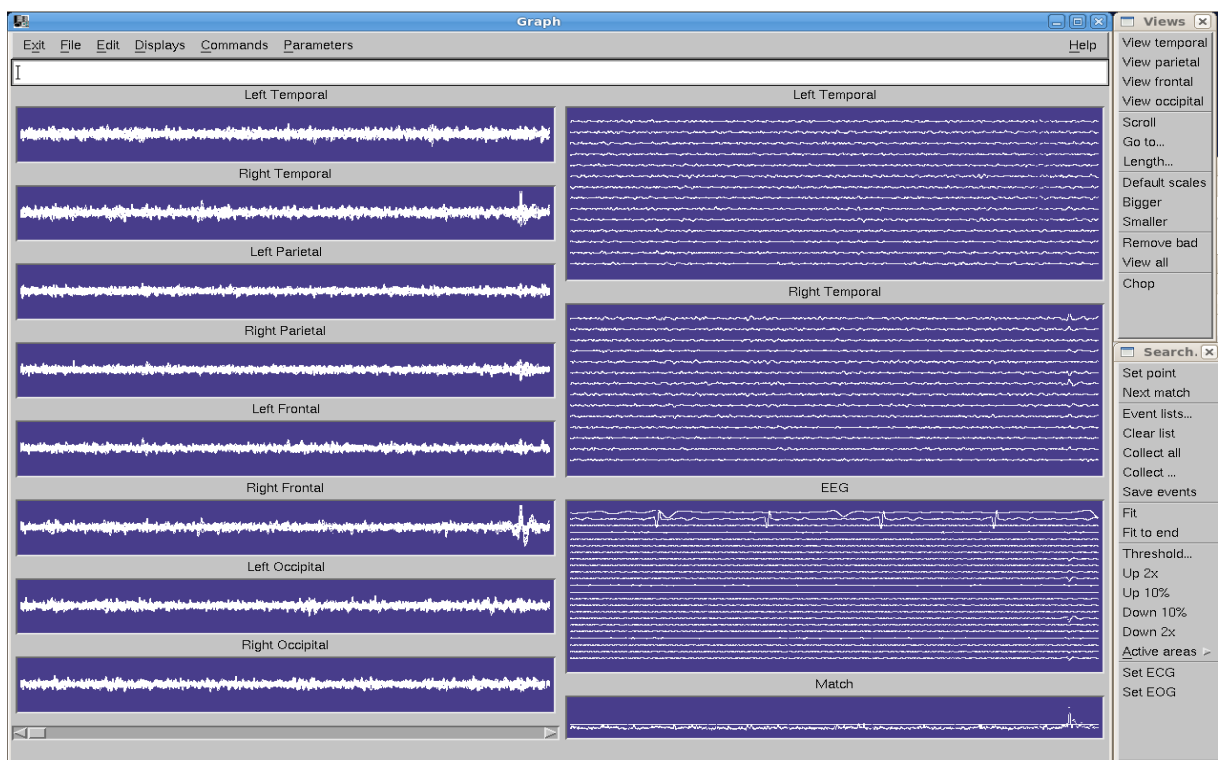 Graph
Exit File Edit Displays Commands Parameters Help
Left Temporal
Right Temporal
Left Parietal
Right Parietal
Left Frontal
Right Frontal
Left Occipital
Right Occipital
Left Temporal
Right Temporal
EEG
Match
Views
View temporal
View parietal
View frontal
View occipital
Scroll
Go to...
Length...
Default scales
Bigger
Smaller
Remove bad
View all
Chop
Search.
Set point
Next match
Event lists...
Clear list
Collect all
Collect ...
Save events
Fit
Fit to end
Threshold...
Up 2x
Up 10%
Down 10%
Down 2x
Active areas
Set ECG
Set EOG